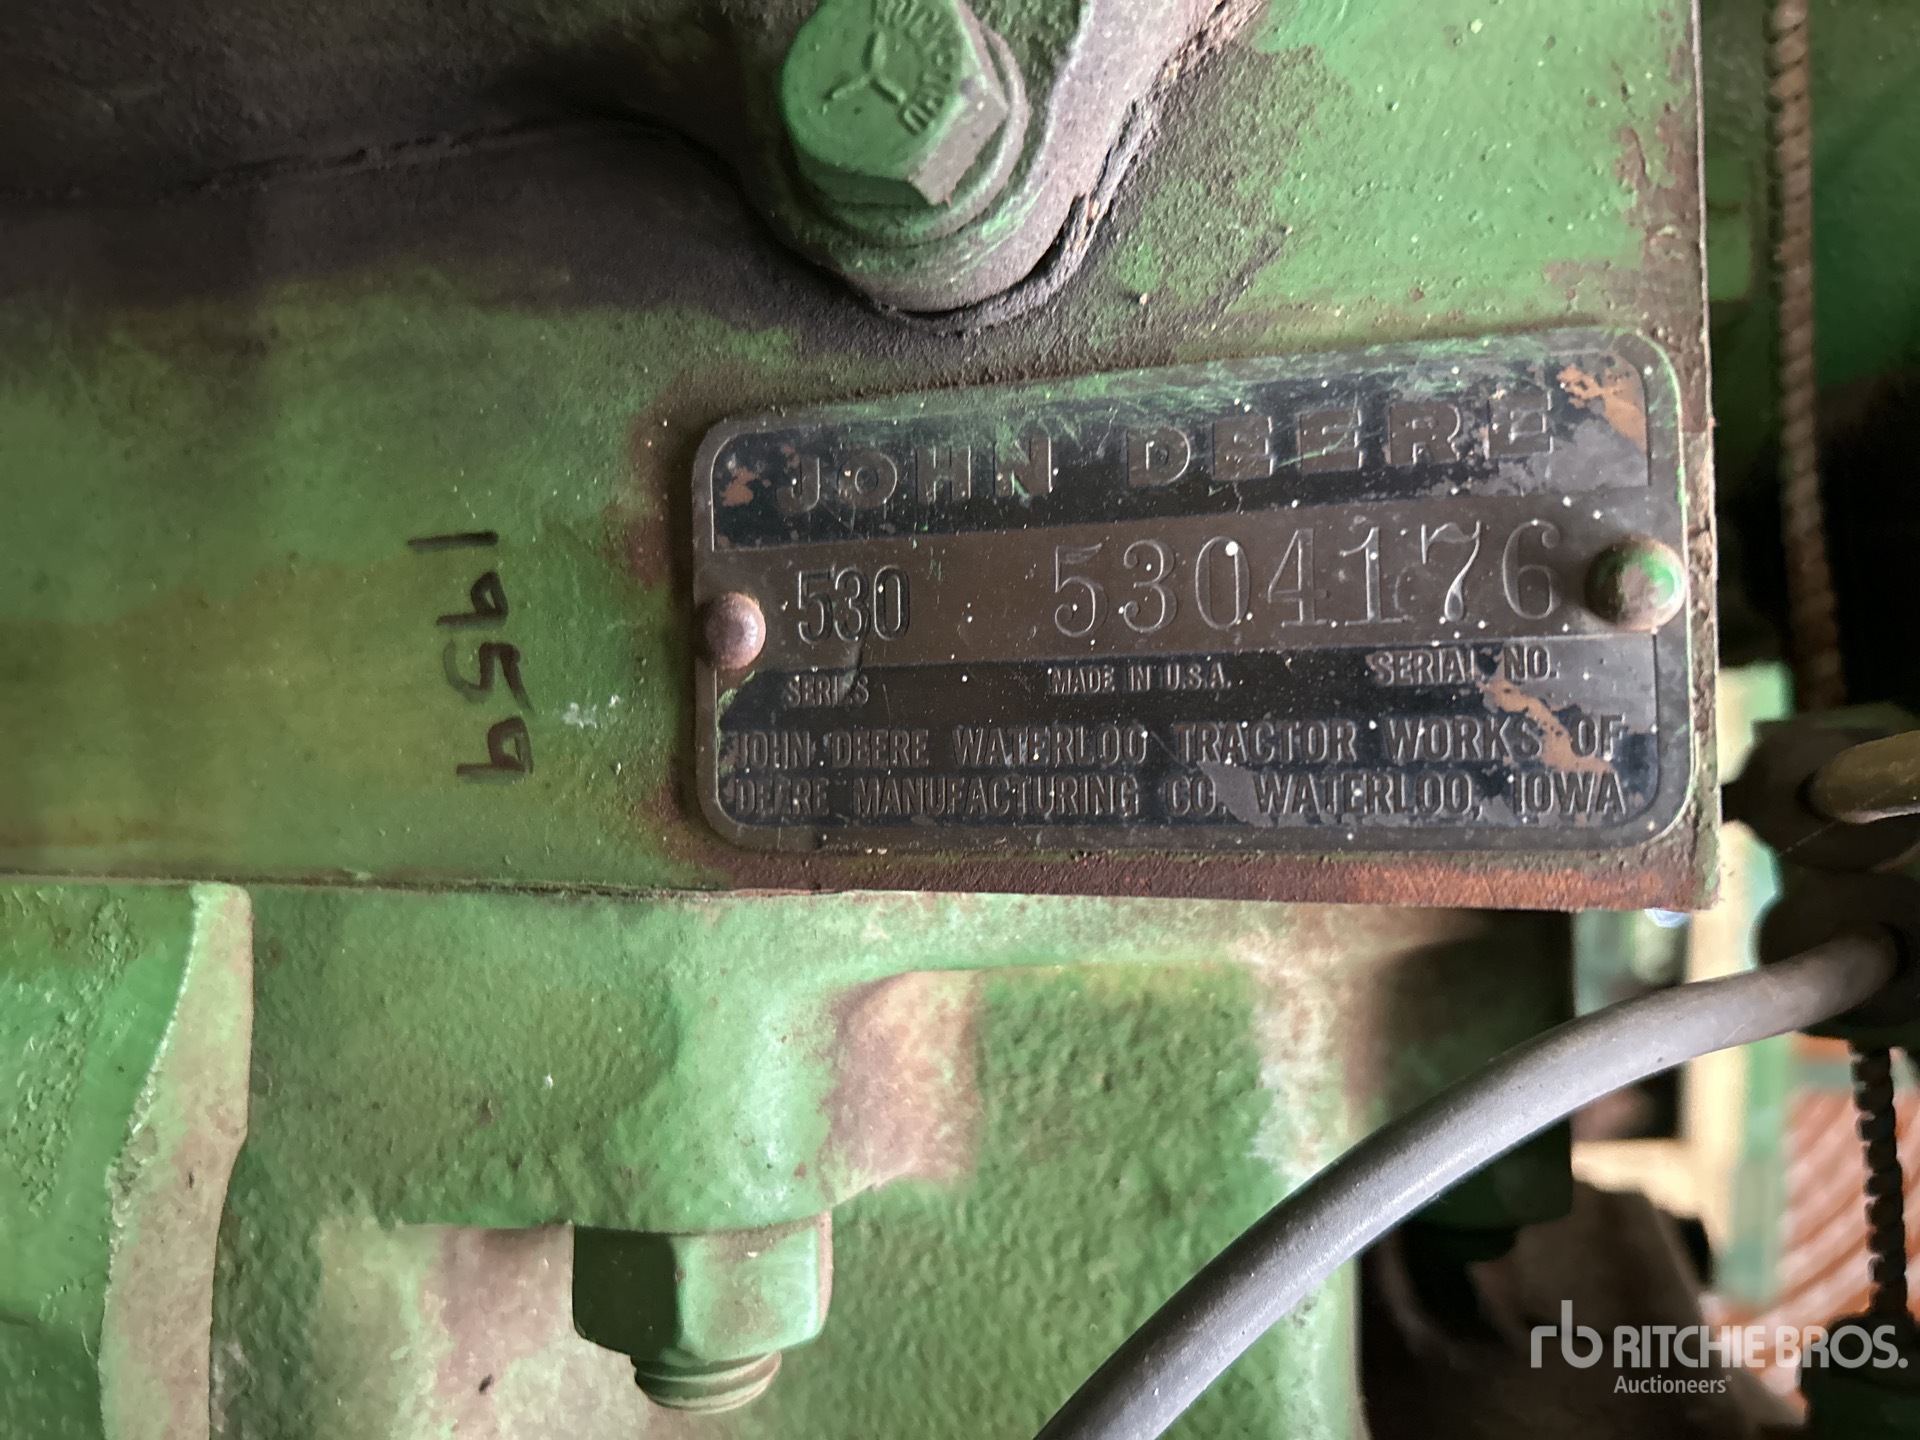 JOHN DEERE
530 5304176
SERIES MADE IN U.S.A. SERIAL NO.
JOHN DEERE WATERLOO TRACTOR WORKS OF
DEERE MANUFACTURING CO. WATERLOO, IOWA
1959
rb RITCHIE BROS.
Auctioneers